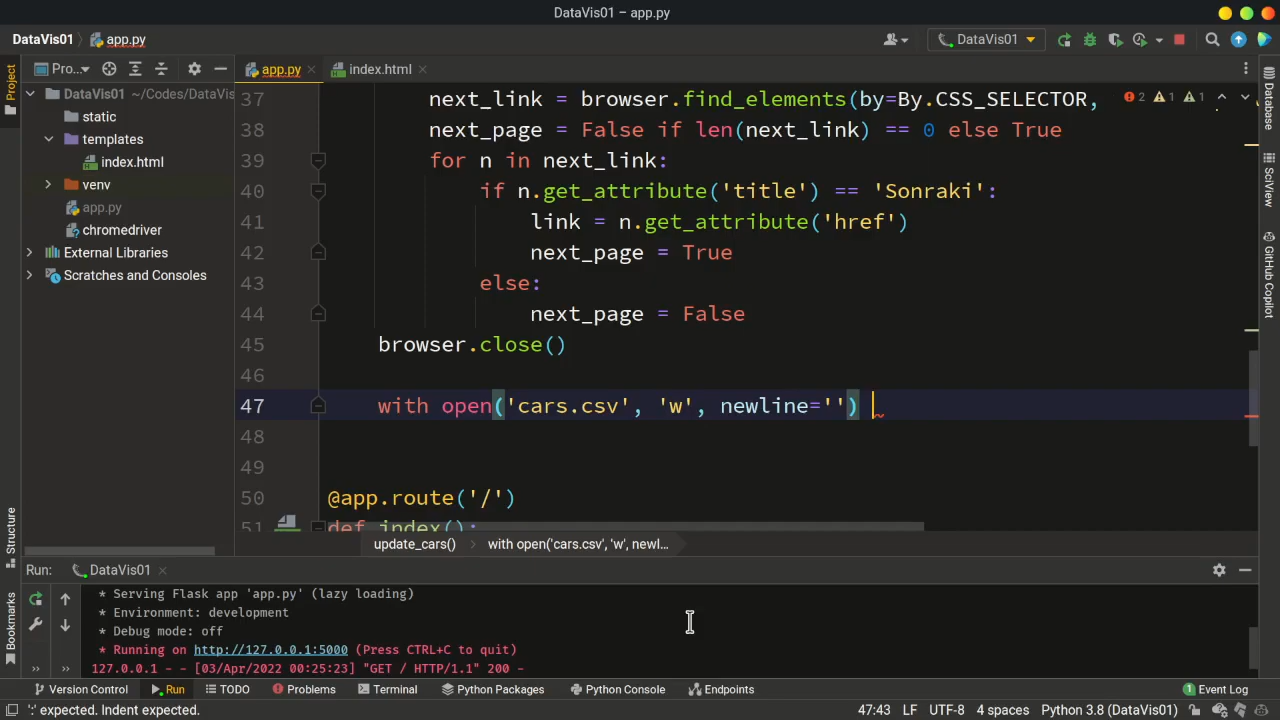 DataVis01 – app.py
DataVis01
app.py
DataVis01
Project
Pro...
app.py
index.html
DataVis01 ~/Codes/DataVis
static
templates
index.html
venv
app.py
chromedriver
External Libraries
Scratches and Consoles
37 next_link = browser.find_elements(by=By.CSS_SELECTOR,
2 1 1
38 next_page = False if len(next_link) == 0 else True
39 for n in next_link:
40 if n.get_attribute('title') == 'Sonraki':
41 link = n.get_attribute('href')
42 next_page = True
43 else:
44 next_page = False
45 browser.close()
46
47 with open('cars.csv', 'w', newline='')
48
49
50 @app.route('/')
51 def index():
update_cars()
with open('cars.csv', 'w', newl...
Database
SciView
GitHub Copilot
Structure
Bookmarks
Run:
DataVis01
* Serving Flask app 'app.py' (lazy loading)
* Environment: development
* Debug mode: off
* Running on http://127.0.0.1:5000 (Press CTRL+C to quit)
127.0.0.1 - - [03/Apr/2022 00:25:23] "GET / HTTP/1.1" 200 -
Version Control
Run
TODO
Problems
Terminal
Python Packages
Python Console
Endpoints
1 Event Log
':' expected. Indent expected.
47:43 LF UTF-8 4 spaces Python 3.8 (DataVis01)